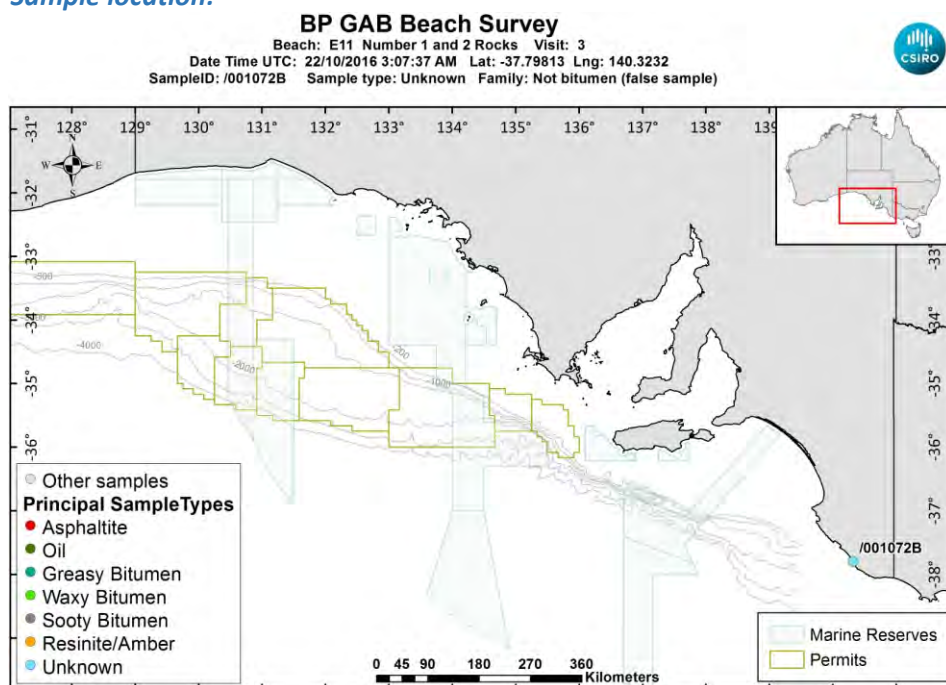 Sample location:
BP GAB Beach Survey
Beach: E11 Number 1 and 2 Rocks Visit: 3
Date Time UTC: 22/10/2016 3:07:37 AM Lat: -37.79813 Lng: 140.3232
SampleID: /001072B Sample type: Unknown Family: Not bitumen (false sample)
CSIRO
128° 129° 130° 131° 132° 133° 134° 135° 136° 137° 138° 139
N
W E
S
-31°
-32°
-33°
-34°
-35°
-36°
-37°
-38°
-33°
-34°
-35°
-36°
-37°
-38°
-4000
-2000
-200
-1000
/001072B
Other samples
Principal SampleTypes
Asphaltite
Oil
Greasy Bitumen
Waxy Bitumen
Sooty Bitumen
Resinite/Amber
Unknown
0 45 90 180 270 360
Kilometers
Marine Reserves
Permits